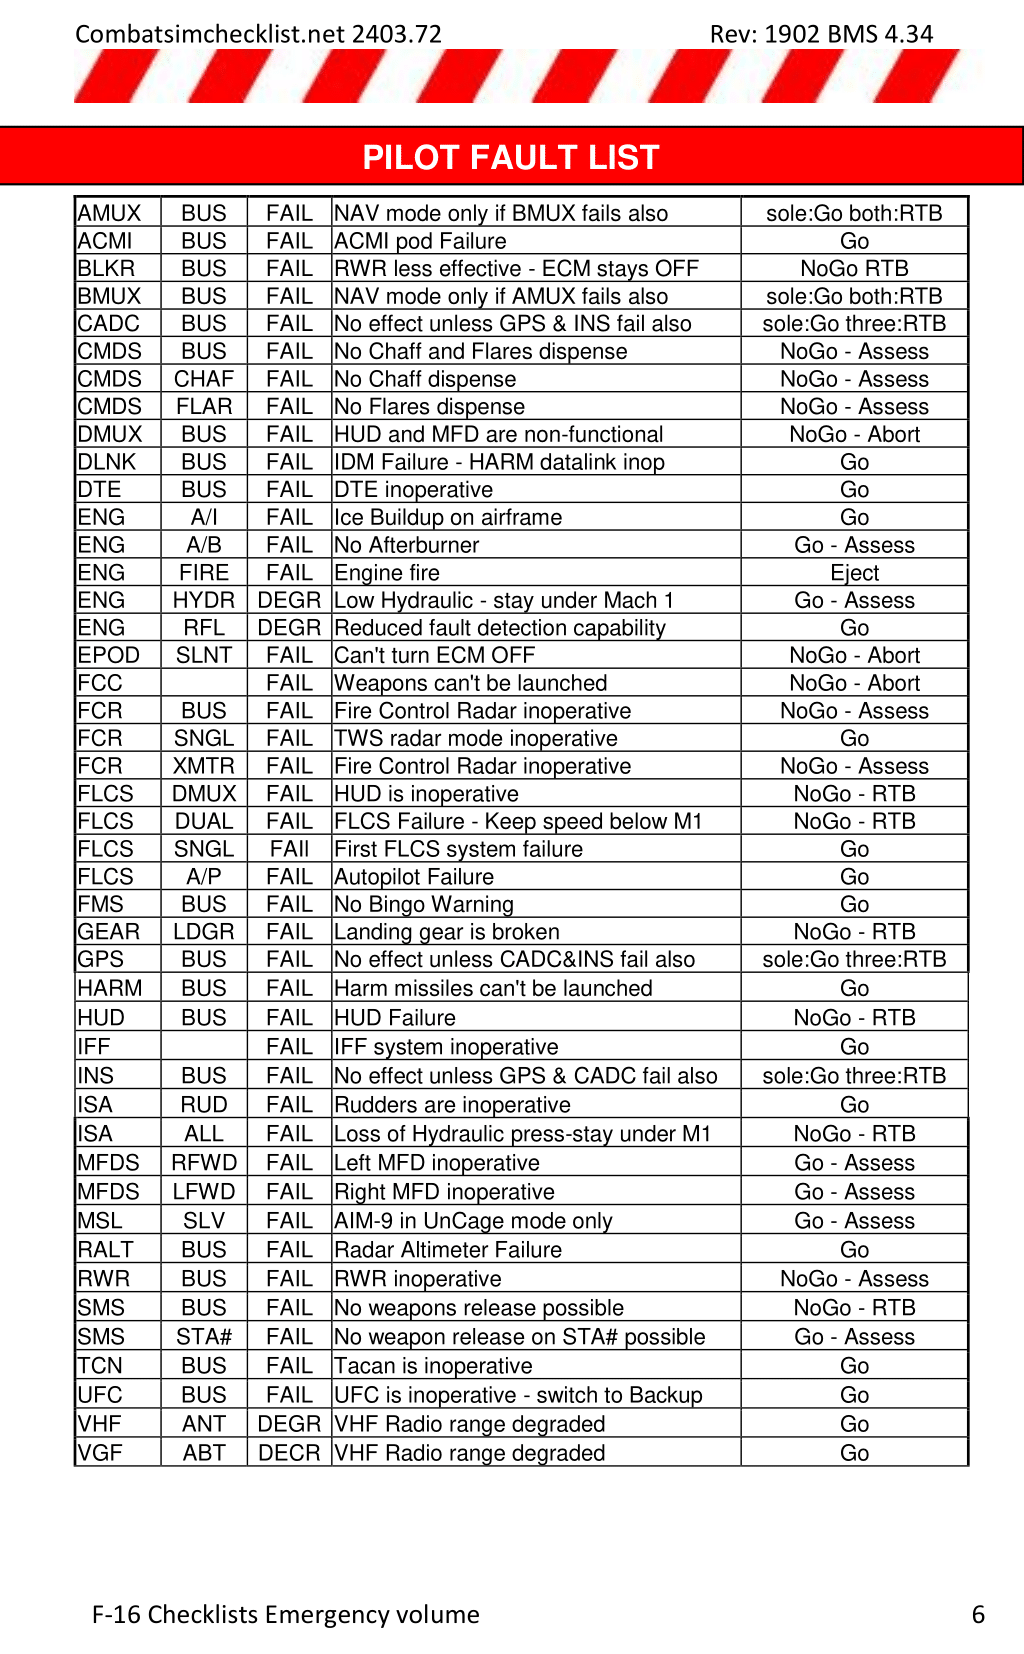 Combatsimchecklist.net 2403.72 Rev: 1902 BMS 4.34
PILOT FAULT LIST
AMUX BUS FAIL NAV mode only if BMUX fails also sole:Go both:RTB
ACMI BUS FAIL ACMI pod Failure Go
BLKR BUS FAIL RWR less effective - ECM stays OFF NoGo RTB
BMUX BUS FAIL NAV mode only if AMUX fails also sole:Go both:RTB
CADC BUS FAIL No effect unless GPS & INS fail also sole:Go three:RTB
CMDS BUS FAIL No Chaff and Flares dispense NoGo - Assess
CMDS CHAF FAIL No Chaff dispense NoGo - Assess
CMDS FLAR FAIL No Flares dispense NoGo - Assess
DMUX BUS FAIL HUD and MFD are non-functional NoGo - Abort
DLNK BUS FAIL IDM Failure - HARM datalink inop Go
DTE BUS FAIL DTE inoperative Go
ENG A/I FAIL Ice Buildup on airframe Go
ENG A/B FAIL No Afterburner Go - Assess
ENG FIRE FAIL Engine fire Eject
ENG HYDR DEGR Low Hydraulic - stay under Mach 1 Go - Assess
ENG RFL DEGR Reduced fault detection capability Go
EPOD SLNT FAIL Can't turn ECM OFF NoGo - Abort
FCC FAIL Weapons can't be launched NoGo - Abort
FCR BUS FAIL Fire Control Radar inoperative NoGo - Assess
FCR SNGL FAIL TWS radar mode inoperative Go
FCR XMTR FAIL Fire Control Radar inoperative NoGo - Assess
FLCS DMUX FAIL HUD is inoperative NoGo - RTB
FLCS DUAL FAIL FLCS Failure - Keep speed below M1 NoGo - RTB
FLCS SNGL FAIl First FLCS system failure Go
FLCS A/P FAIL Autopilot Failure Go
FMS BUS FAIL No Bingo Warning Go
GEAR LDGR FAIL Landing gear is broken NoGo - RTB
GPS BUS FAIL No effect unless CADC&INS fail also sole:Go three:RTB
HARM BUS FAIL Harm missiles can't be launched Go
HUD BUS FAIL HUD Failure NoGo - RTB
IFF FAIL IFF system inoperative Go
INS BUS FAIL No effect unless GPS & CADC fail also sole:Go three:RTB
ISA RUD FAIL Rudders are inoperative Go
ISA ALL FAIL Loss of Hydraulic press-stay under M1 NoGo - RTB
MFDS RFWD FAIL Left MFD inoperative Go - Assess
MFDS LFWD FAIL Right MFD inoperative Go - Assess
MSL SLV FAIL AIM-9 in UnCage mode only Go - Assess
RALT BUS FAIL Radar Altimeter Failure Go
RWR BUS FAIL RWR inoperative NoGo - Assess
SMS BUS FAIL No weapons release possible NoGo - RTB
SMS STA# FAIL No weapon release on STA# possible Go - Assess
TCN BUS FAIL Tacan is inoperative Go
UFC BUS FAIL UFC is inoperative - switch to Backup Go
VHF ANT DEGR VHF Radio range degraded Go
VGF ABT DECR VHF Radio range degraded Go
F-16 Checklists Emergency volume 6